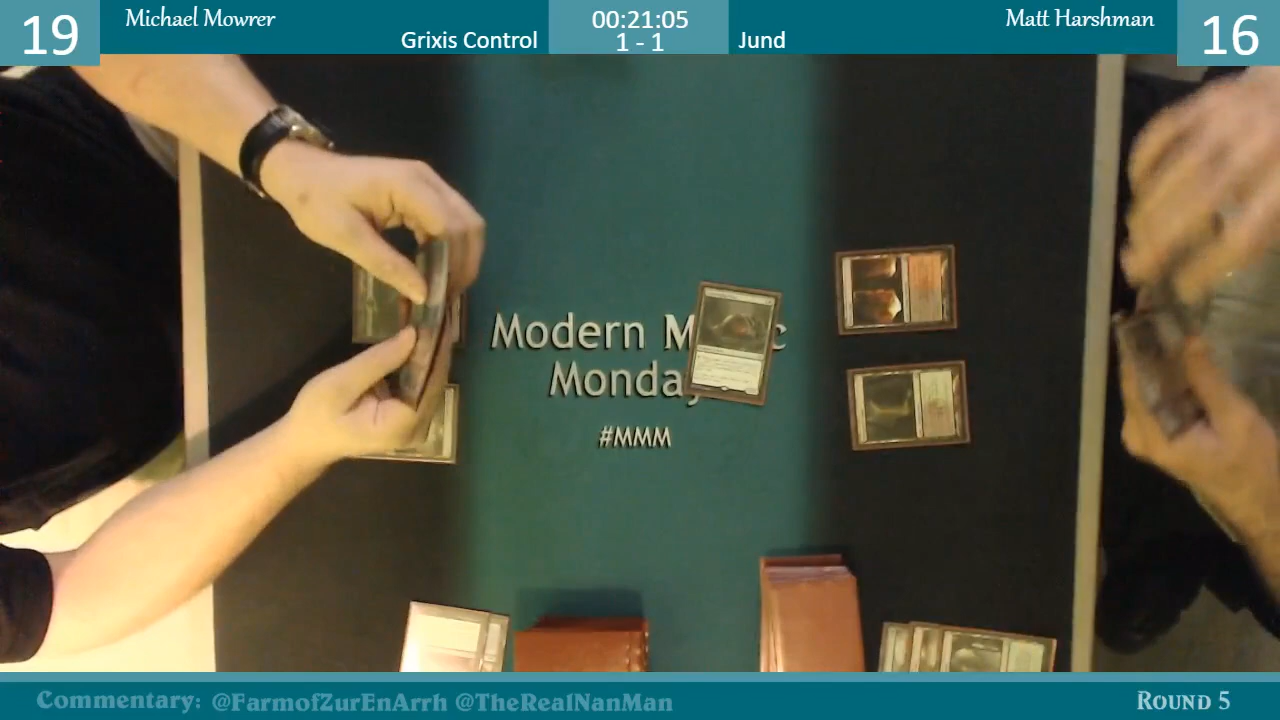 19
Michael Mowrer
Grixis Control
00:21:05
1 - 1
Matt Harshman
Jund
16
Modern M c
Monda
#MMM
Commentary: @FarmofZurEnArrh @TheRealNanMan
Round 5